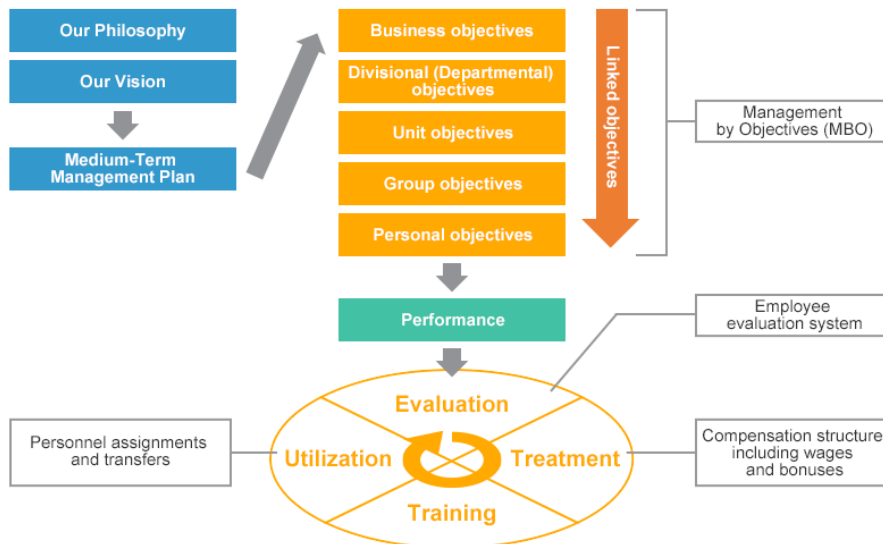 Our Philosophy
Our Vision
Medium-Term
Management Plan
Business objectives
Divisional (Departmental)
objectives
Unit objectives
Group objectives
Personal objectives
Linked objectives
Management
by Objectives (MBO)
Performance
Employee
evaluation system
Evaluation
Utilization
Treatment
Training
Personnel assignments
and transfers
Compensation structure
including wages
and bonuses